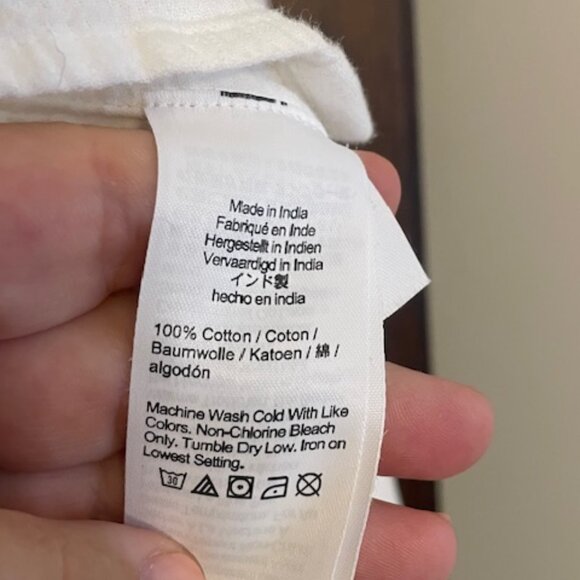 Made in India
Fabriqué en Inde
Hergestellt in Indien
Vervaardigd in India
インド製
hecho en india
100% Cotton / Coton /
Baumwolle / Katoen / 綿 /
algodón
Machine Wash Cold With Like
Colors. Non-Chlorine Bleach
Only. Tumble Dry Low. Iron on
Lowest Setting.
30